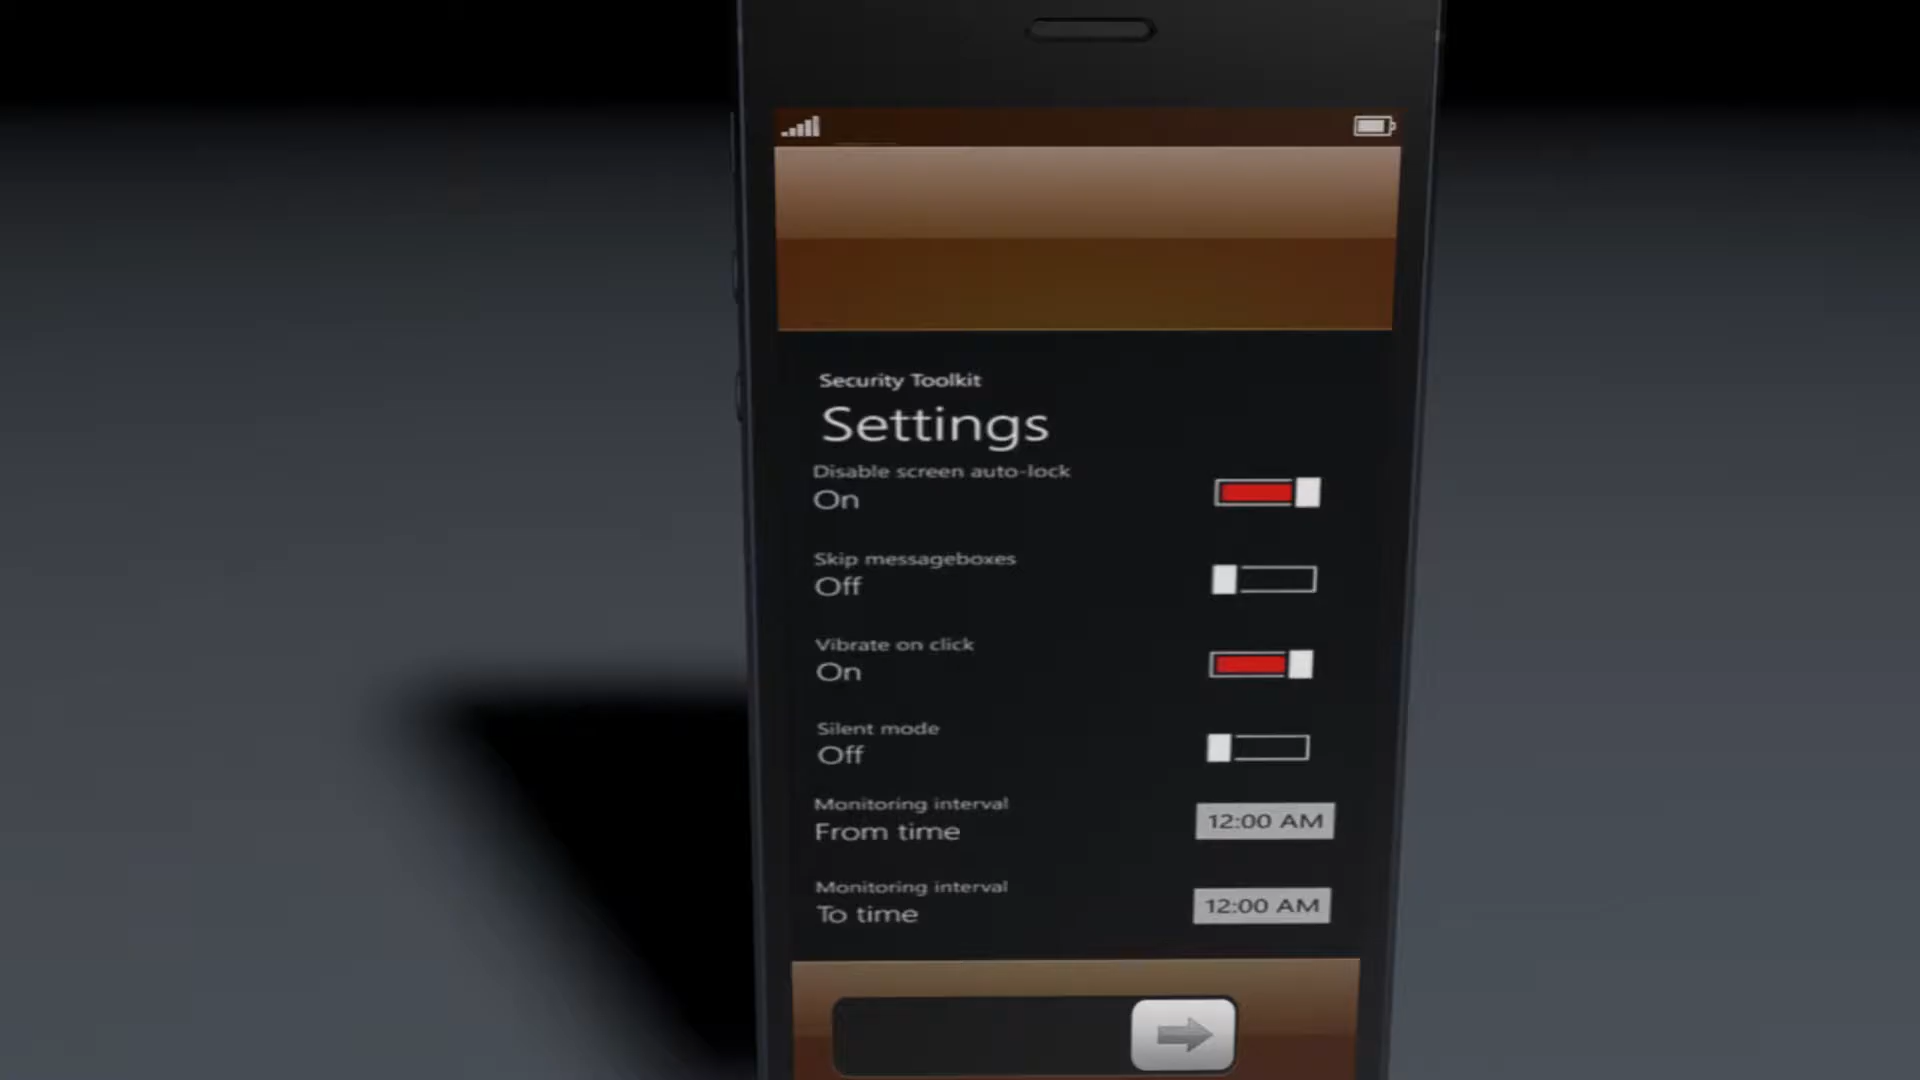 Security Toolkit
Settings
Disable screen auto-lock
On
Skip messageboxes
Off
Vibrate on click
On
Silent mode
Off
Monitoring interval
From time
12:00 AM
Monitoring interval
To time
12:00 AM